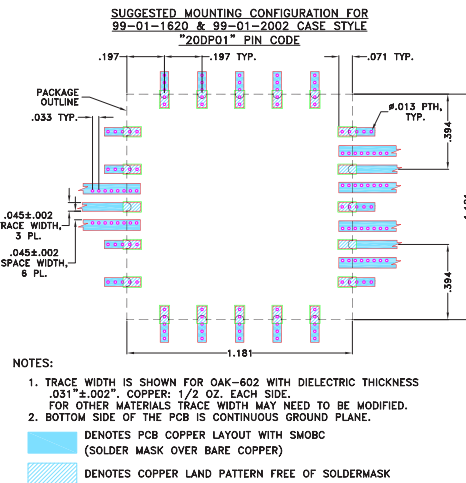 SUGGESTED MOUNTING CONFIGURATION FOR
99-01-1620 & 99-01-2002 CASE STYLE
"20DP01" PIN CODE
.197
.197 TYP.
.071 TYP.
PACKAGE
OUTLINE
.033 TYP.
ø.013 PTH,
TYP.
.394
.045±.002
TRACE WIDTH,
3 PL.
.045±.002
SPACE WIDTH,
6 PL.
.394
1.181
1.181
NOTES:
1. TRACE WIDTH IS SHOWN FOR OAK-602 WITH DIELECTRIC THICKNESS
.031"±.002". COPPER: 1/2 OZ. EACH SIDE.
FOR OTHER MATERIALS TRACE WIDTH MAY NEED TO BE MODIFIED.
2. BOTTOM SIDE OF THE PCB IS CONTINUOUS GROUND PLANE.
DENOTES PCB COPPER LAYOUT WITH SMOBC
(SOLDER MASK OVER BARE COPPER)
DENOTES COPPER LAND PATTERN FREE OF SOLDERMASK